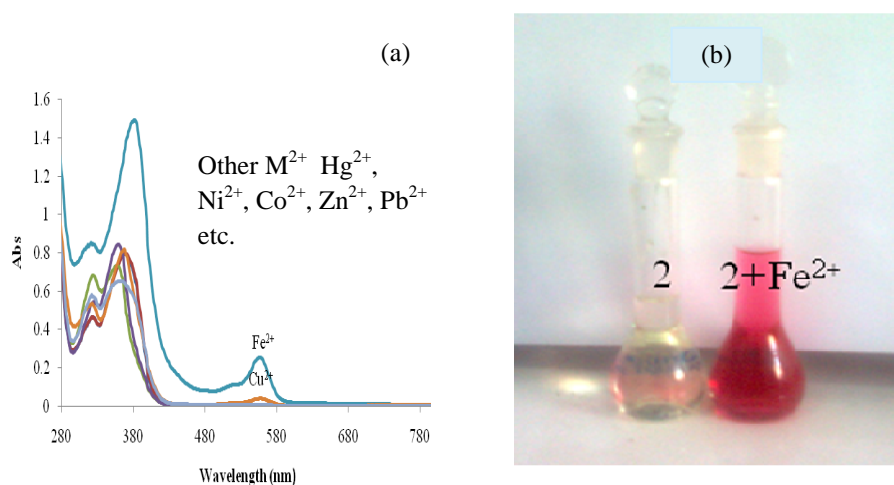 (a)
1.6
1.4
1.2
1
0.8
0.6
0.4
0.2
0
Abs
280 380 480 580 680 780
Wavelength (nm)
Other M²⁺ Hg²⁺,
Ni²⁺, Co²⁺, Zn²⁺, Pb²⁺
etc.
Fe²⁺
Cu²⁺
(b)
2
2+Fe²⁺